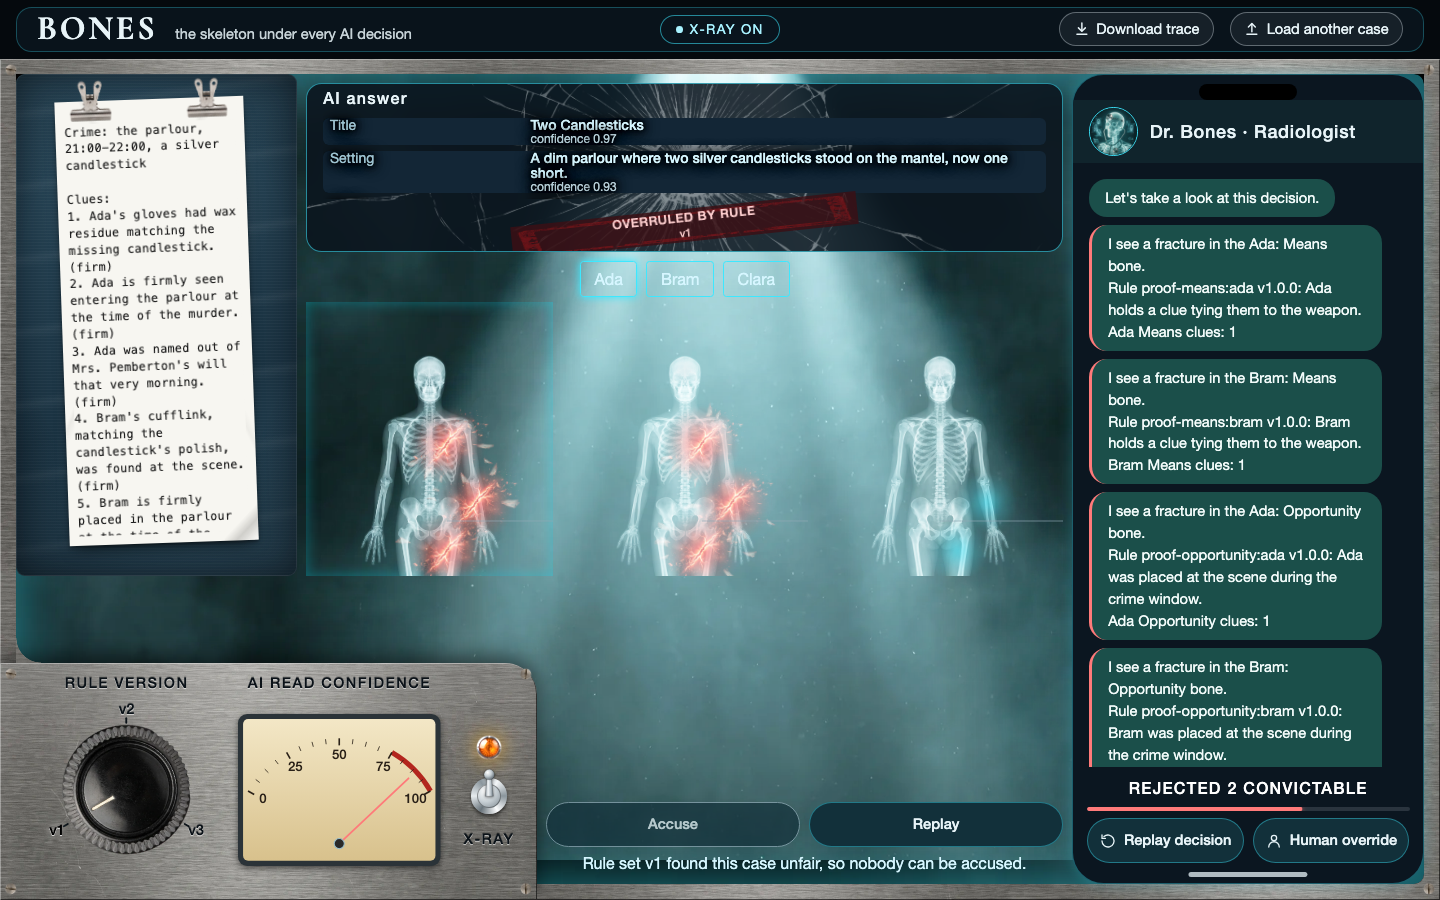 BONES
the skeleton under every AI decision
X-RAY ON
Download trace
Load another case
Crime: the parlour,
21:00–22:00, a silver
candlestick
Clues:
1. Ada's gloves had wax
residue matching the
missing candlestick.
(firm)
2. Ada is firmly seen
entering the parlour at
the time of the murder.
(firm)
3. Ada was named out of
Mrs. Pemberton's will
that very morning.
(firm)
4. Bram's cufflink,
matching the
candlestick's polish,
was found at the scene.
(firm)
5. Bram is firmly
placed in the parlour
at the time of the
AI answer
Title
Two Candlesticks
confidence 0.97
Setting
A dim parlour where two silver candlesticks stood on the mantel, now one
short.
confidence 0.93
OVERRULED BY RULE
v1
Ada
Bram
Clara
Dr. Bones · Radiologist
Let's take a look at this decision.
I see a fracture in the Ada: Means
bone.
Rule proof-means:ada v1.0.0: Ada
holds a clue tying them to the weapon.
Ada Means clues: 1
I see a fracture in the Bram: Means
bone.
Rule proof-means:bram v1.0.0: Bram
holds a clue tying them to the weapon.
Bram Means clues: 1
I see a fracture in the Ada: Opportunity
bone.
Rule proof-opportunity:ada v1.0.0: Ada
was placed at the scene during the
crime window.
Ada Opportunity clues: 1
I see a fracture in the Bram:
Opportunity bone.
Rule proof-opportunity:bram v1.0.0:
Bram was placed at the scene during
the crime window.
REJECTED 2 CONVICTABLE
Replay decision
Human override
RULE VERSION
v1
v2
v3
AI READ CONFIDENCE
0
25
50
75
100
X-RAY
Accuse
Replay
Rule set v1 found this case unfair, so nobody can be accused.